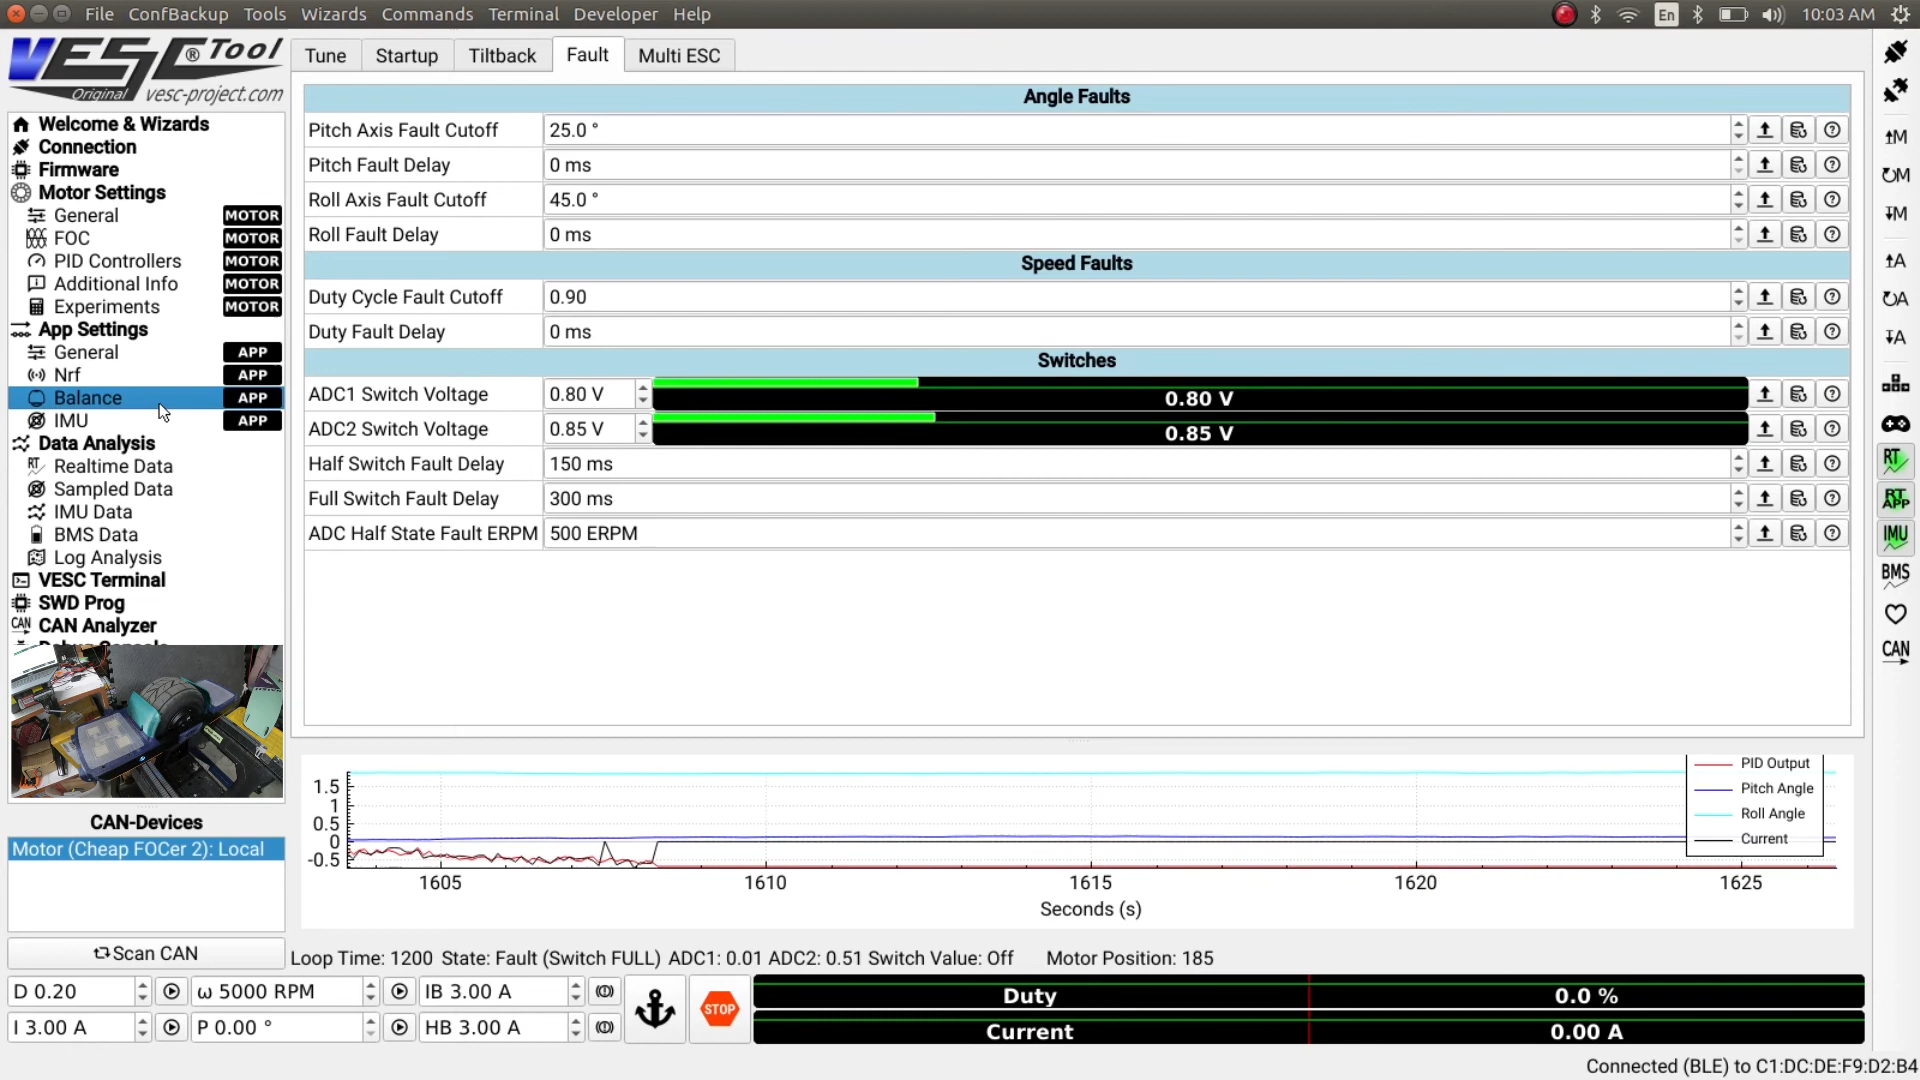 File ConfBackup Tools Wizards Commands Terminal Developer Help
En 10:03 AM
VESC® Tool
Original vesc-project.com
Tune Startup Tiltback Fault Multi ESC
Welcome & Wizards
Connection
Firmware
Motor Settings
General MOTOR
FOC MOTOR
PID Controllers MOTOR
Additional Info MOTOR
Experiments MOTOR
App Settings
General APP
Nrf APP
Balance APP
IMU APP
Data Analysis
RT Realtime Data
Sampled Data
IMU Data
BMS Data
Log Analysis
VESC Terminal
SWD Prog
CAN CAN Analyzer
CAN-Devices
Motor (Cheap FOCer 2): Local
Scan CAN
Angle Faults
Pitch Axis Fault Cutoff 25.0 °
Pitch Fault Delay 0 ms
Roll Axis Fault Cutoff 45.0 °
Roll Fault Delay 0 ms
Speed Faults
Duty Cycle Fault Cutoff 0.90
Duty Fault Delay 0 ms
Switches
ADC1 Switch Voltage 0.80 V 0.80 V
ADC2 Switch Voltage 0.85 V 0.85 V
Half Switch Fault Delay 150 ms
Full Switch Fault Delay 300 ms
ADC Half State Fault ERPM 500 ERPM
1.5
1
0.5
0
-0.5
1605 1610 1615 1620 1625
Seconds (s)
PID Output
Pitch Angle
Roll Angle
Current
Loop Time: 1200 State: Fault (Switch FULL) ADC1: 0.01 ADC2: 0.51 Switch Value: Off Motor Position: 185
D 0.20 ω 5000 RPM IB 3.00 A
I 3.00 A P 0.00 ° HB 3.00 A
STOP
Duty 0.0 %
Current 0.00 A
Connected (BLE) to C1:DC:DE:F9:D2:B4
M
M
M
A
A
A
RT
RT APP
IMU
BMS
CAN